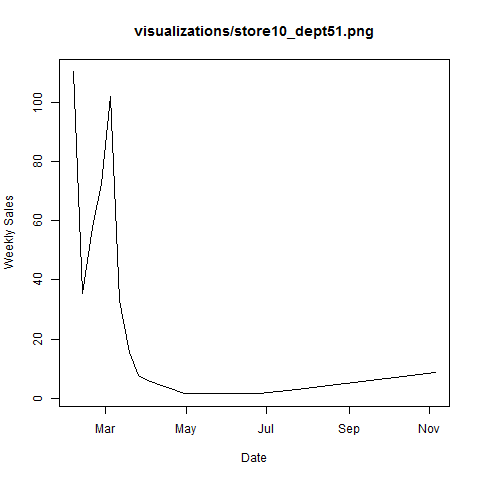 visualizations/store10_dept51.png
Weekly Sales
100
80
60
40
20
0
Mar
May
Jul
Sep
Nov
Date